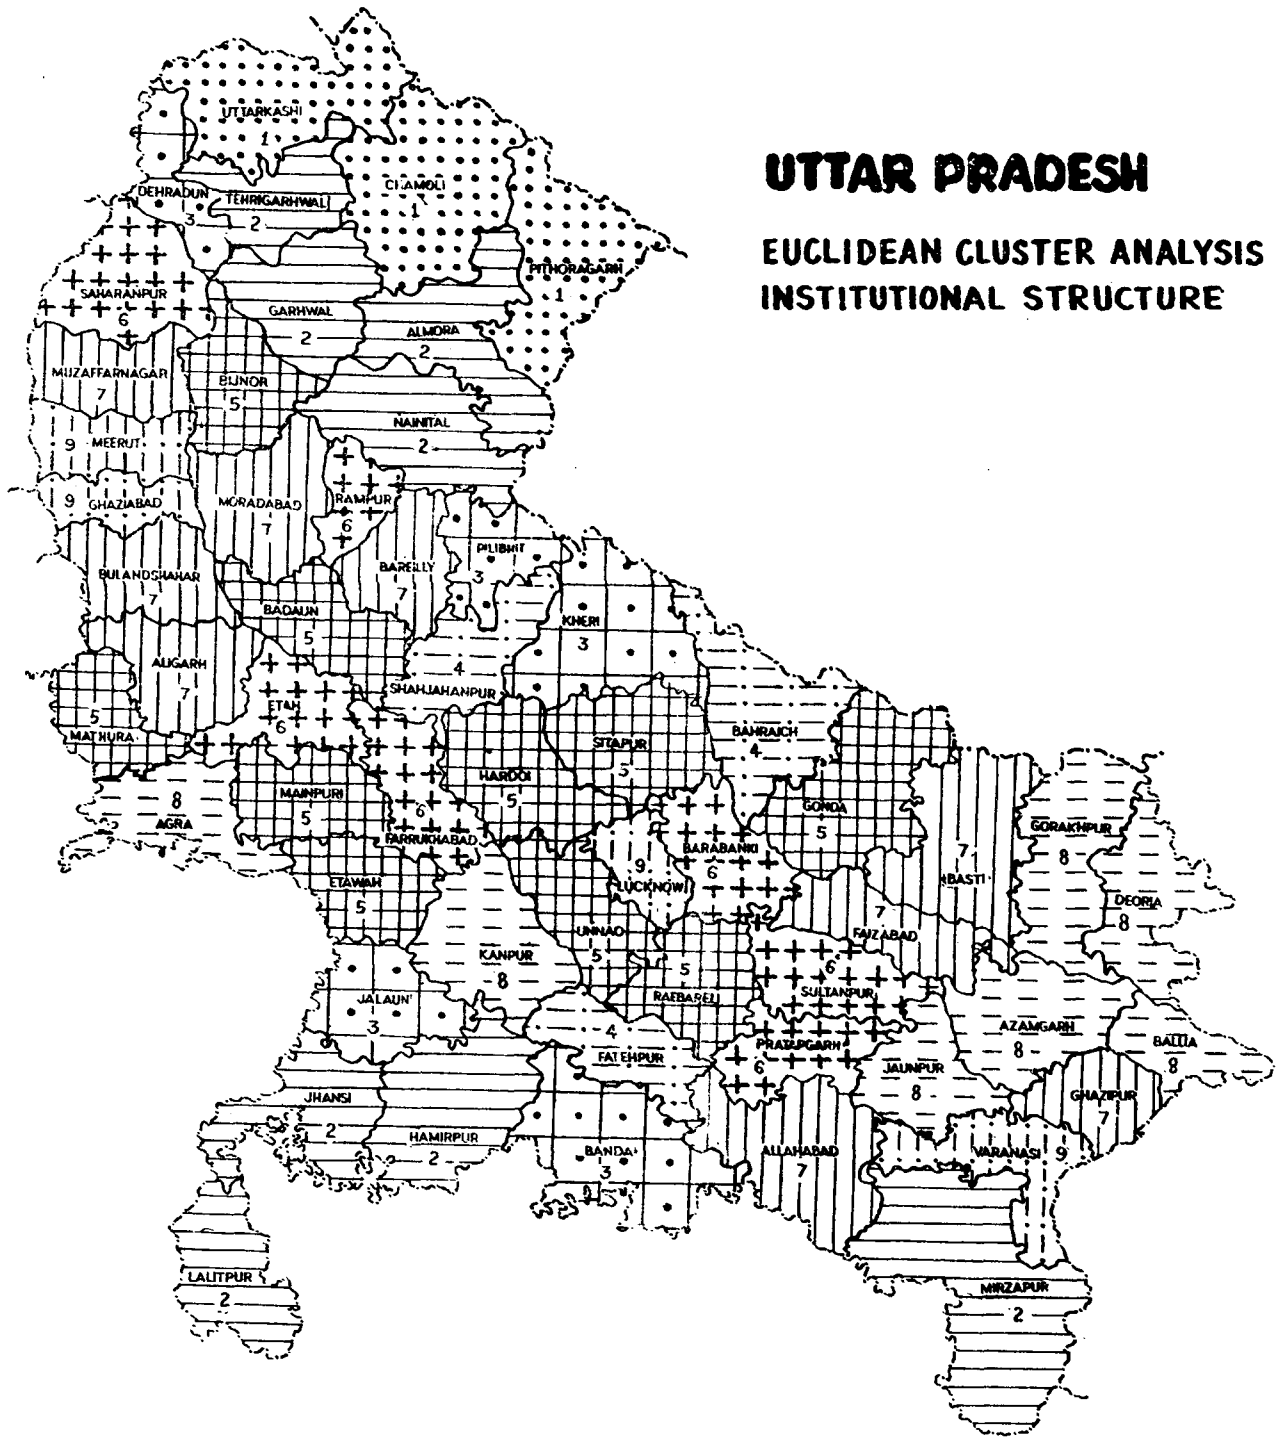 UTTAR PRADESH
EUCLIDEAN CLUSTER ANALYSIS
INSTITUTIONAL STRUCTURE
UTTARKASHI
1
CHAMOLI
1
DEHRADUN
3
TEHRIGARHWAL
2
PITHORAGARH
1
SAHARANPUR
6
GARHWAL
2
ALMORA
2
MUZAFFARNAGAR
7
BIJNOR
5
NAINITAL
2
9 MEERUT
9 GHAZIABAD
MORADABAD
7
RAMPUR
6
BAREILLY
7
PILIBHIT
3
BULANDSHAHAR
7
BADAUN
5
KHERI
3
ALIGARH
7
4
SHAHJAHANPUR
ETAH
6
5
MATHURA
BAHRAICH
4
SITAPUR
5
HARDOI
5
MAINPURI
5
8
AGRA
6
FARRUKHABAD
GONDA
5
GORAKHPUR
8
BARABANKI
6
9
LUCKNOW
7
BASTI
DEORIA
8
ETAWAH
5
7
FAIZABAD
UNNAO
5
KANPUR
8
5
RAEBARELI
6
SULTANPUR
JALAUN
3
4
FATEHPUR
PRATAPGARH
6
AZAMGARH
8
BALLIA
8
JAUNPUR
8
GHAZIPUR
7
JHANSI
2
HAMIRPUR
2
BANDA
3
ALLAHABAD
7
VARANASI 9
LALITPUR
2
MIRZAPUR
2